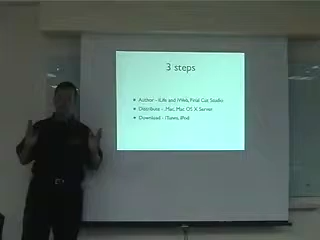 3 steps
Author - iLife and iWeb, Final Cut Studio
Distribute - .Mac, Mac OS X Server
Download - iTunes, iPod